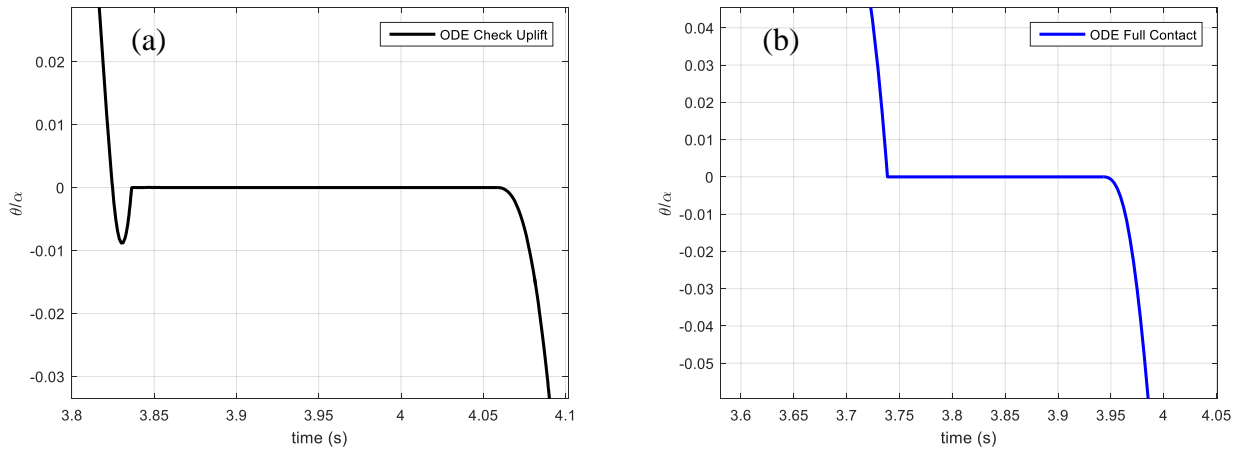 (a)
ODE Check Uplift
0.02
0.01
0
-0.01
-0.02
-0.03
θ/α
3.8 3.85 3.9 3.95 4 4.05 4.1
time (s)
(b)
ODE Full Contact
0.04
0.03
0.02
0.01
0
-0.01
-0.02
-0.03
-0.04
-0.05
θ/α
3.6 3.65 3.7 3.75 3.8 3.85 3.9 3.95 4 4.05
time (s)